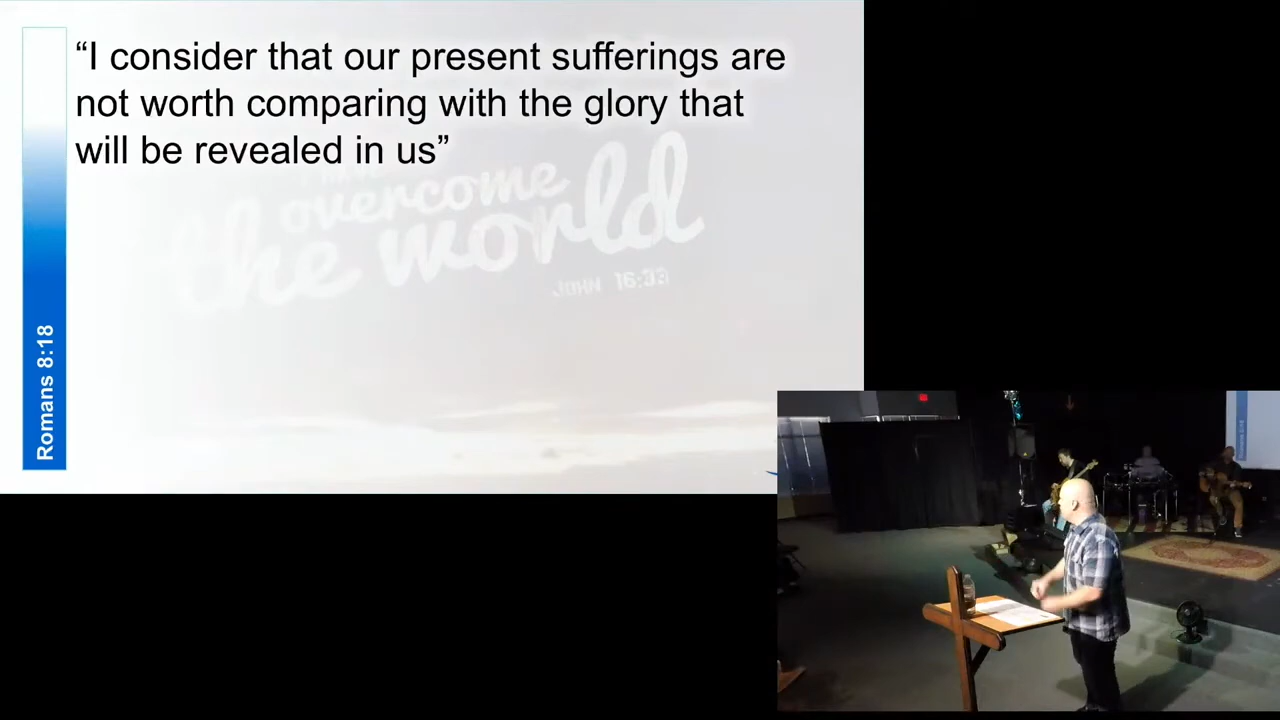 “I consider that our present sufferings are
not worth comparing with the glory that
will be revealed in us”
overcome
the world
JOHN 16:33
Romans 8:18